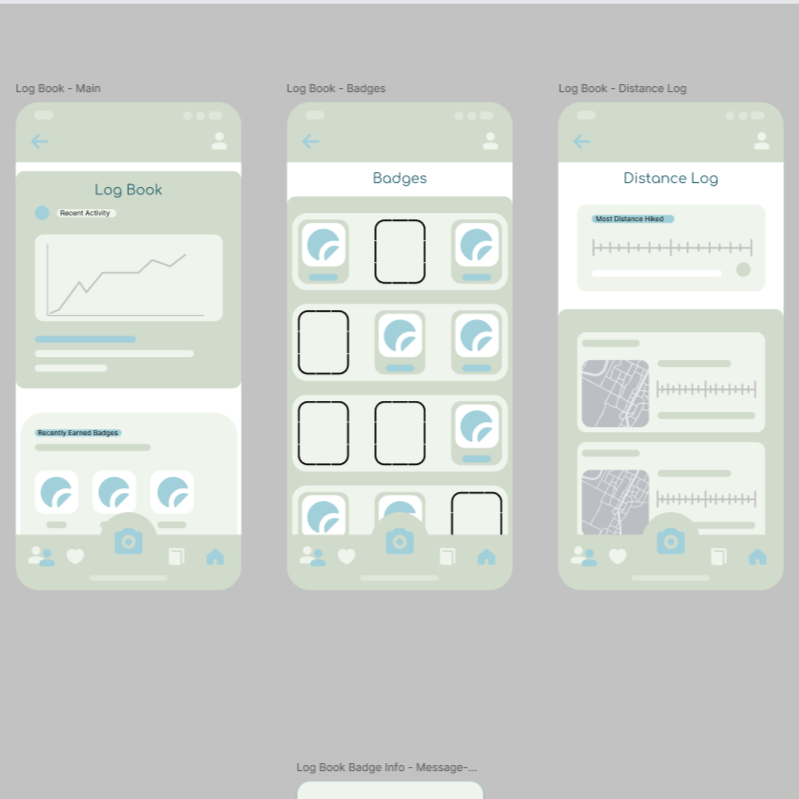 Log Book - Main
Log Book - Badges
Log Book - Distance Log
Log Book
Recent Activity
Recently Earned Badges
Badges
Distance Log
Most Distance Hiked
Log Book Badge Info - Message-...